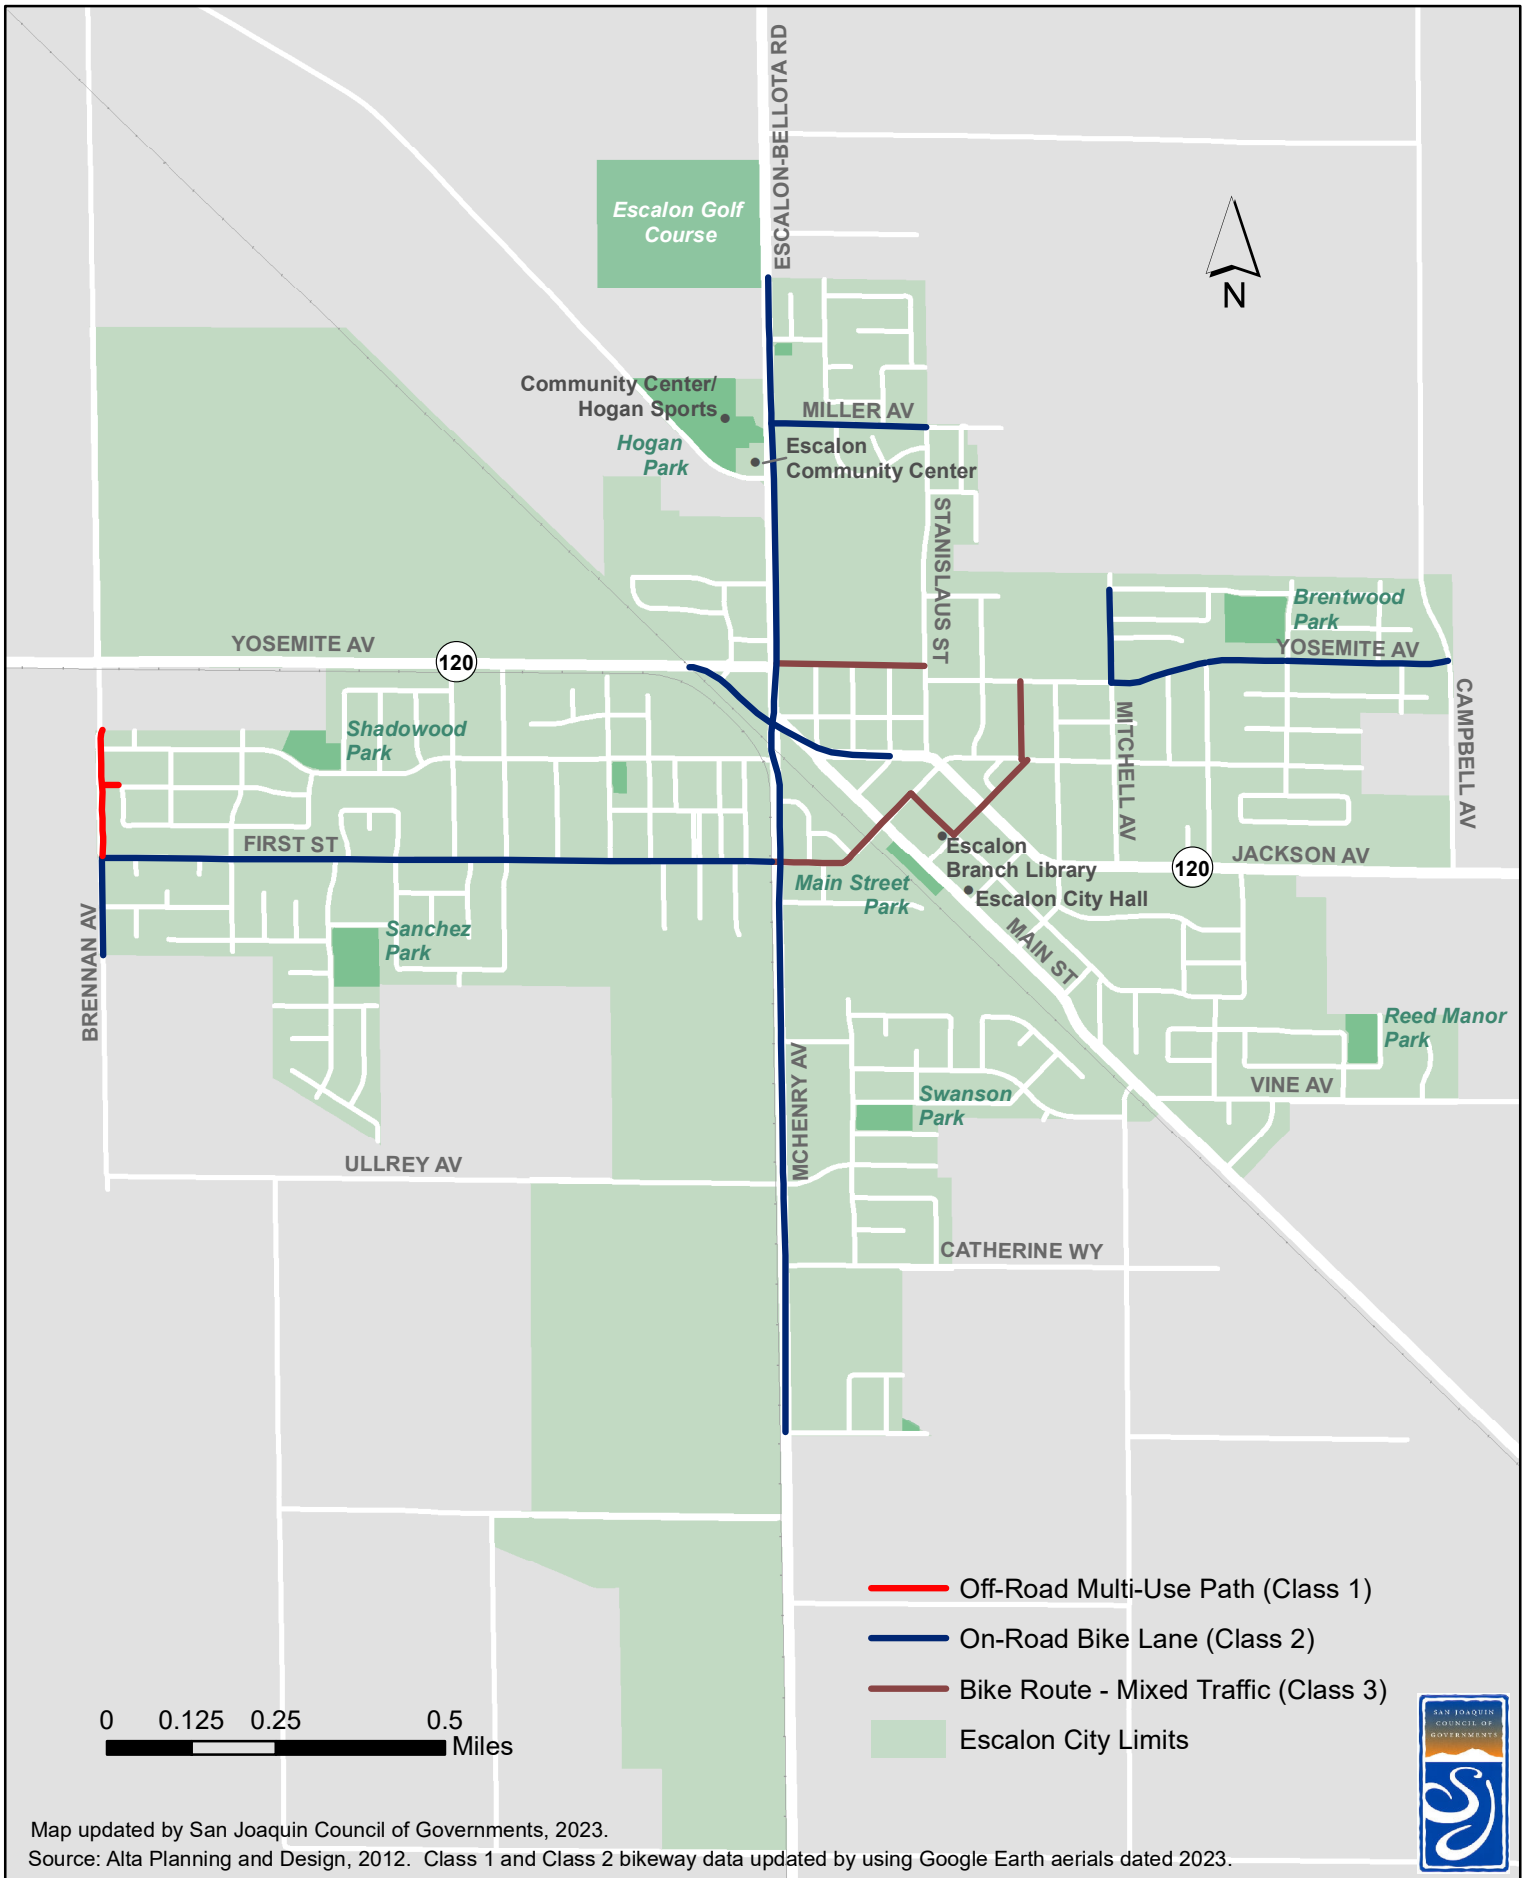 ESCALON-BELLOTA RD
Escalon Golf
Course
N
Community Center/
Hogan Sports
MILLER AV
Hogan
Park
Escalon
Community Center
STANISLAUS ST
Brentwood
Park
YOSEMITE AV
120
YOSEMITE AV
Shadowood
Park
MITCHELL AV
CAMPBELL AV
FIRST ST
Escalon
Branch Library
JACKSON AV
120
Main Street
Park
Escalon City Hall
BRENNAN AV
Sanchez
Park
MAIN ST
Reed Manor
Park
MCHENRY AV
VINE AV
Swanson
Park
ULLREY AV
CATHERINE WY
Off-Road Multi-Use Path (Class 1)
On-Road Bike Lane (Class 2)
Bike Route - Mixed Traffic (Class 3)
Escalon City Limits
0 0.125 0.25 0.5
Miles
SAN JOAQUIN
COUNCIL OF
GOVERNMENTS
Map updated by San Joaquin Council of Governments, 2023.
Source: Alta Planning and Design, 2012. Class 1 and Class 2 bikeway data updated by using Google Earth aerials dated 2023.